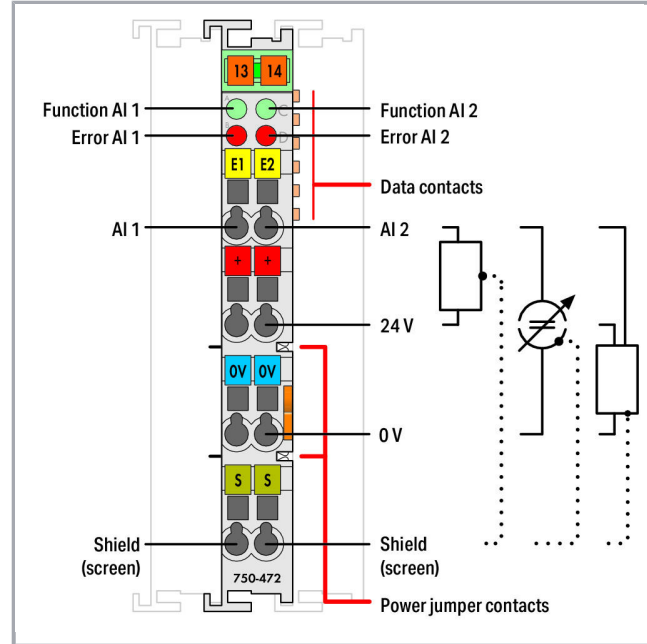 13 14
A C
Function AI 1 Function AI 2
B D
Error AI 1 Error AI 2
E1 E2
Data contacts
AI 1 AI 2
+ +
24 V
0V 0V
0 V
S S
Shield
(screen)
Shield
(screen)
750-472
Power jumper contacts